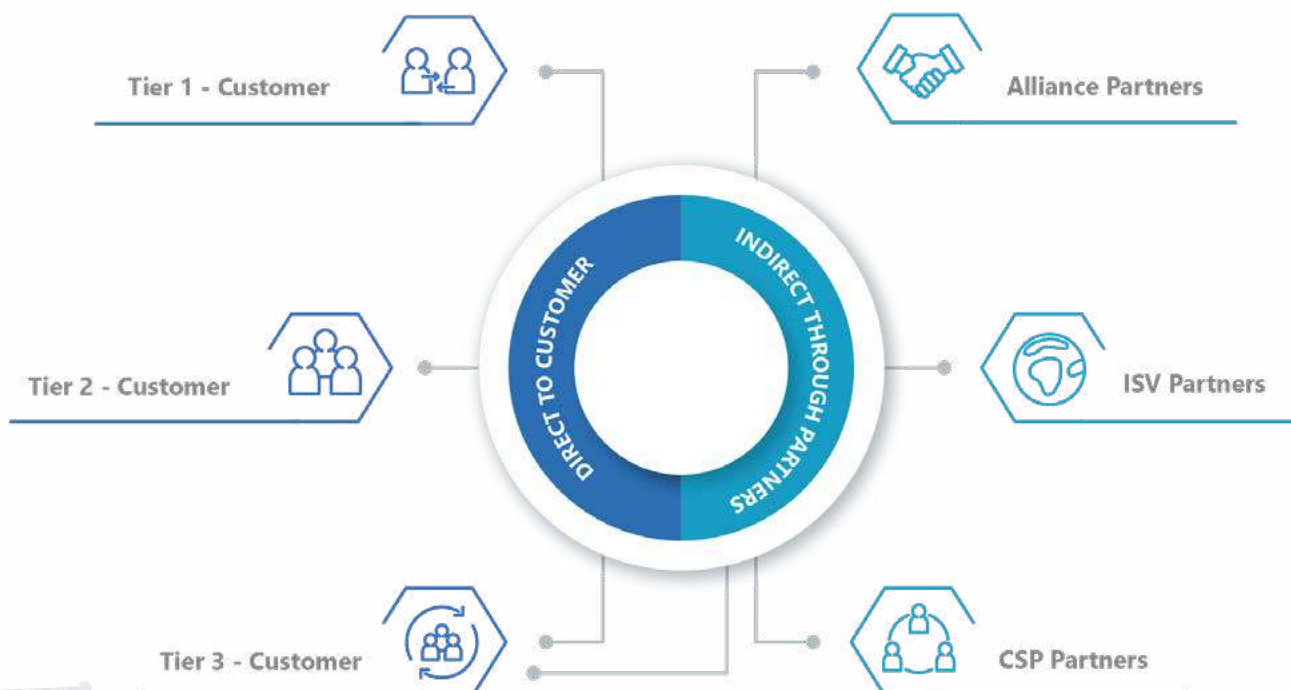 Tier 1 - Customer
Alliance Partners
DIRECT TO CUSTOMER
INDIRECT THROUGH PARTNERS
Tier 2 - Customer
ISV Partners
Tier 3 - Customer
CSP Partners